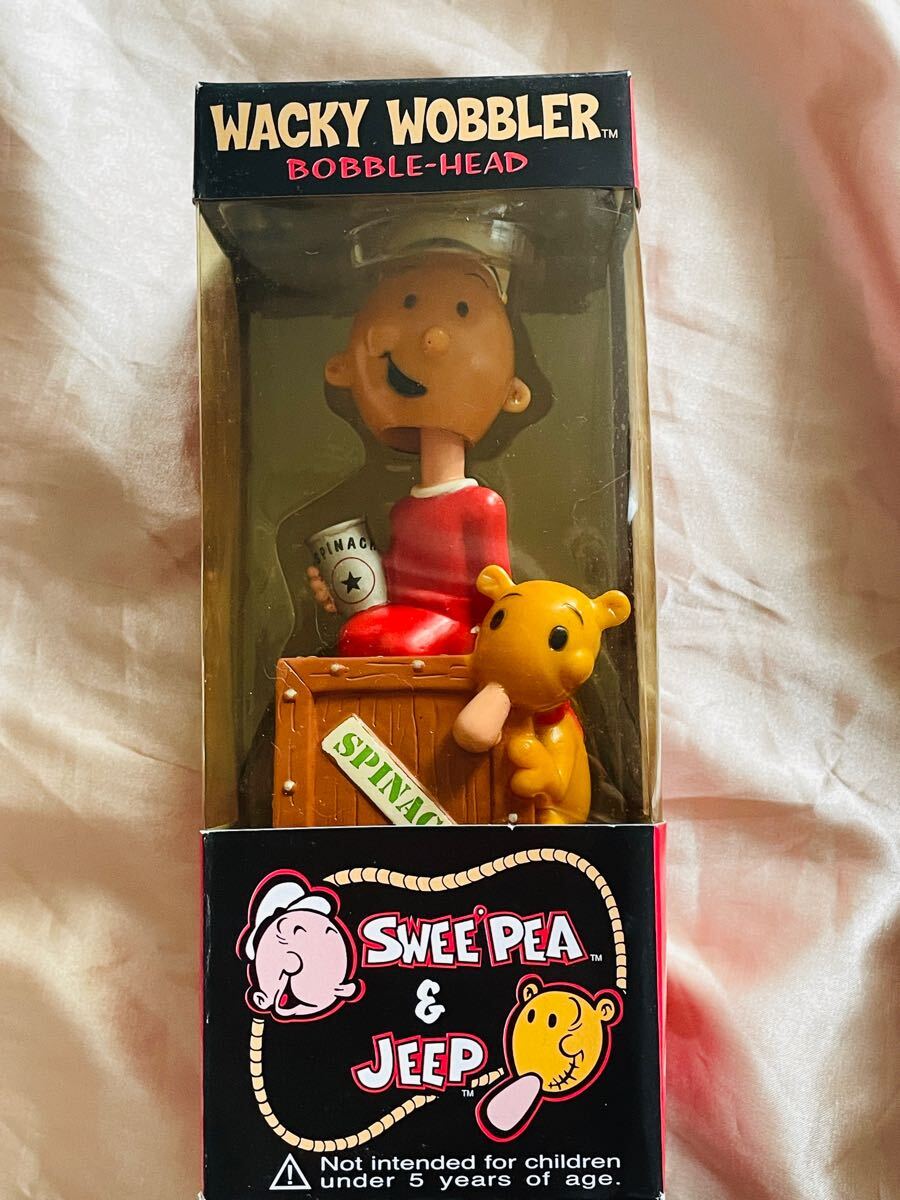 WACKY WOBBLER™
BOBBLE-HEAD
SPINACH
SPINAC
SWEE'PEA™
&
JEEP™
Not intended for children
under 5 years of age.